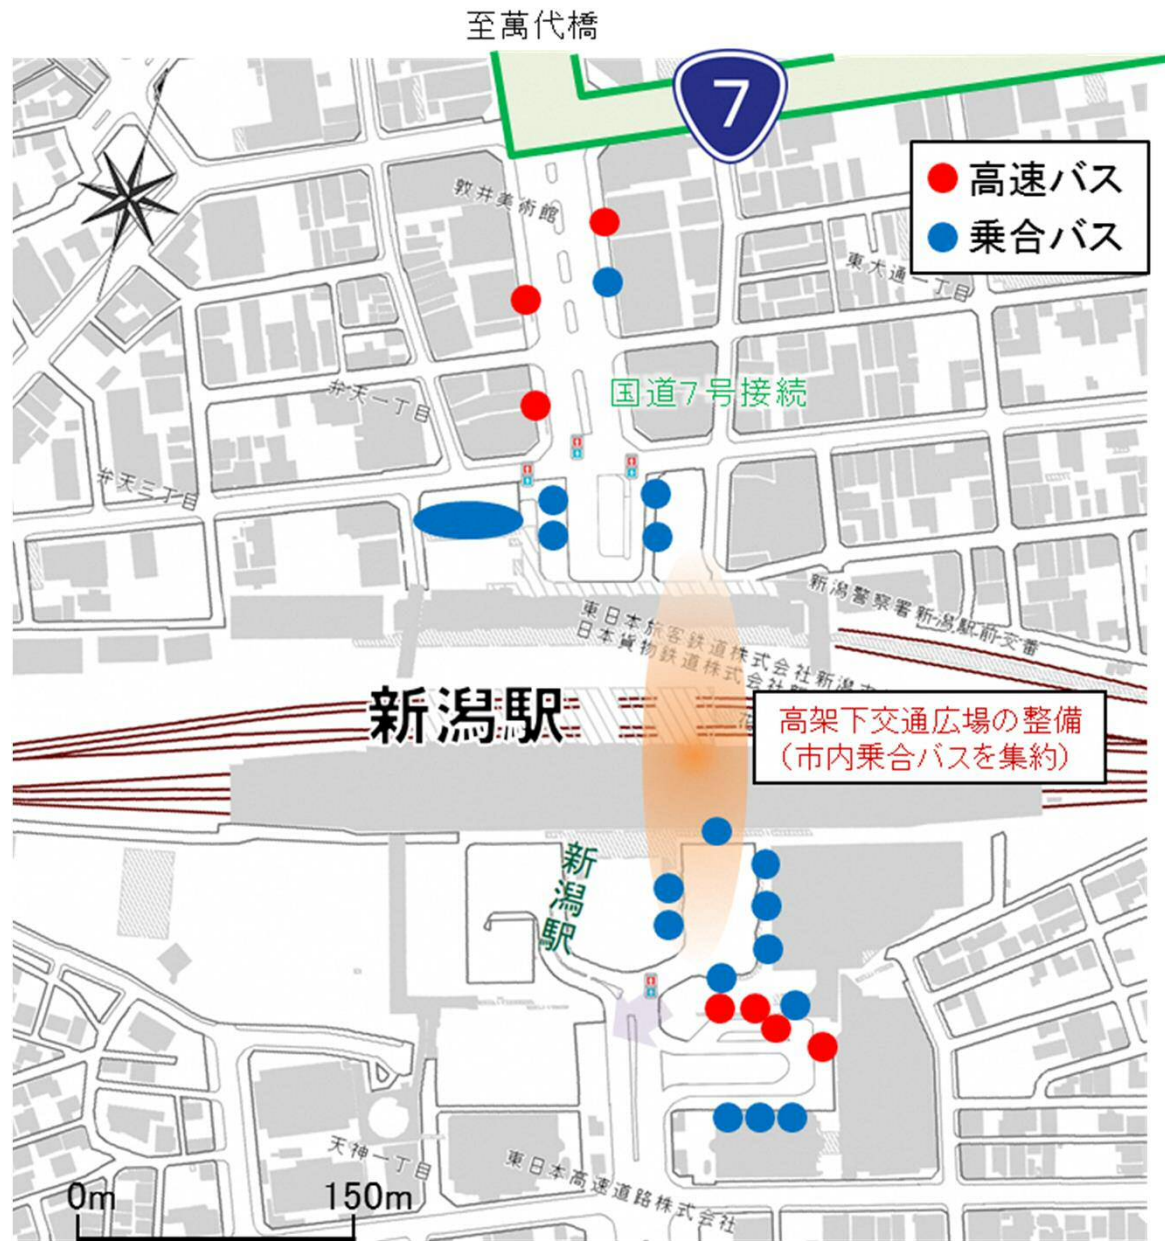 至萬代橋
7
高速バス
乗合バス
敦井美術館
東大通一丁目
国道7号接続
弁天一丁目
弁天三丁目
新潟警察署新潟駅前交番
東日本旅客鉄道株式会社新潟支
日本貨物鉄道株式会社新
新潟駅
高架下交通広場の整備
（市内乗合バスを集約）
新潟駅
天神一丁目
東日本高速道路株式会社
0m
150m